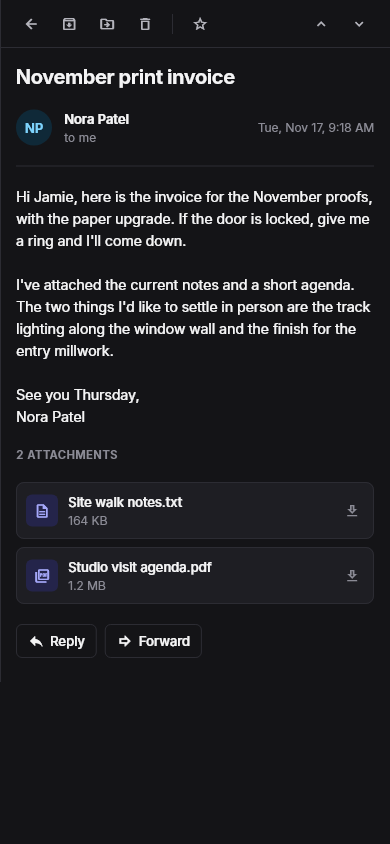 November print invoice
NP
Nora Patel
to me
Tue, Nov 17, 9:18 AM
Hi Jamie, here is the invoice for the November proofs,
with the paper upgrade. If the door is locked, give me
a ring and I'll come down.
I've attached the current notes and a short agenda.
The two things I'd like to settle in person are the track
lighting along the window wall and the finish for the
entry millwork.
See you Thursday,
Nora Patel
2 ATTACHMENTS
Site walk notes.txt
164 KB
Studio visit agenda.pdf
1.2 MB
Reply
Forward